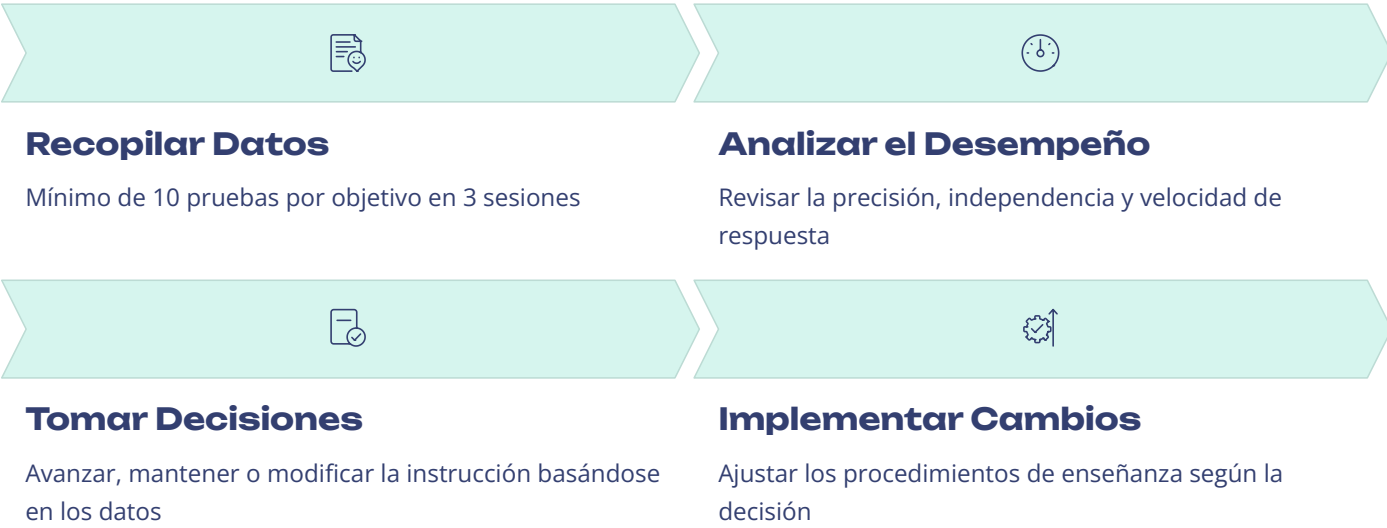 Recopilar Datos
Mínimo de 10 pruebas por objetivo en 3 sesiones
Analizar el Desempeño
Revisar la precisión, independencia y velocidad de
respuesta
Tomar Decisiones
Avanzar, mantener o modificar la instrucción basándose
en los datos
Implementar Cambios
Ajustar los procedimientos de enseñanza según la
decisión